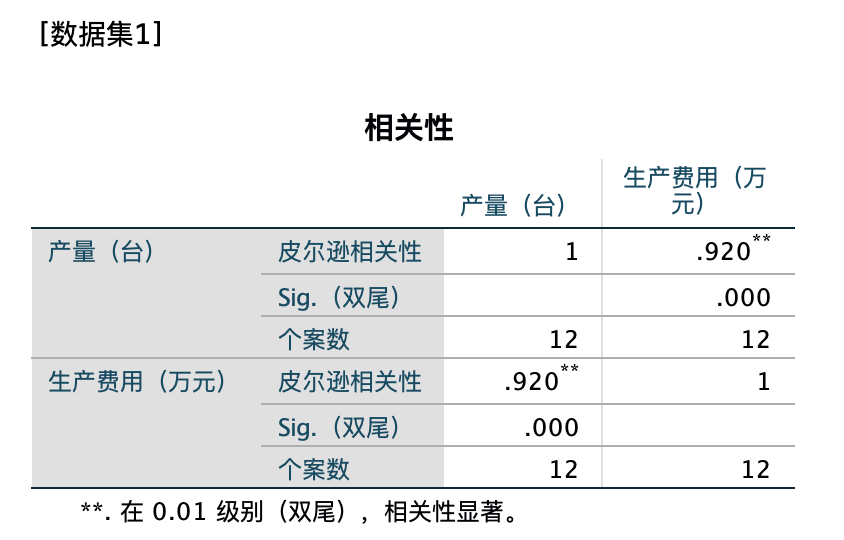 [数据集1]
相关性
产量（台） 生产费用（万元）
产量（台） 皮尔逊相关性 1 .920**
Sig.（双尾） .000
个案数 12 12
生产费用（万元） 皮尔逊相关性 .920** 1
Sig.（双尾） .000
个案数 12 12
**. 在 0.01 级别（双尾），相关性显著。